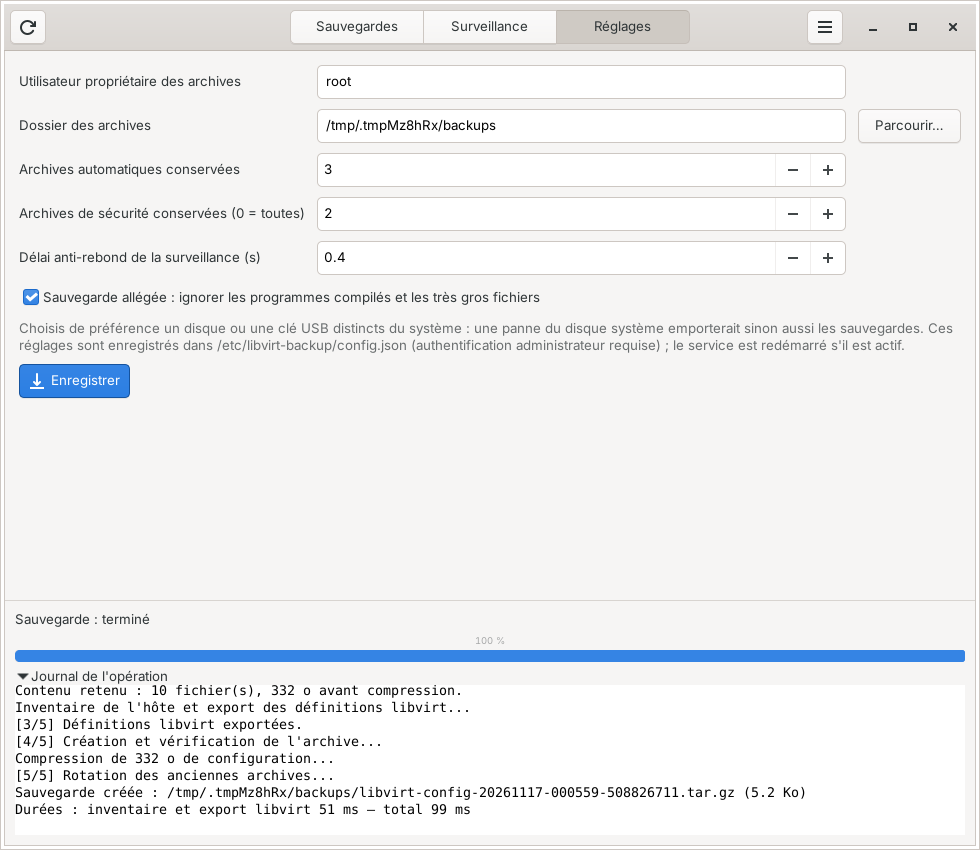 Sauvegardes Surveillance Réglages
Utilisateur propriétaire des archives root
Dossier des archives /tmp/.tmpMz8hRx/backups Parcourir...
Archives automatiques conservées 3
Archives de sécurité conservées (0 = toutes) 2
Délai anti-rebond de la surveillance (s) 0.4
Sauvegarde allégée : ignorer les programmes compilés et les très gros fichiers
Choisis de préférence un disque ou une clé USB distincts du système : une panne du disque système emporterait sinon aussi les sauvegardes. Ces
réglages sont enregistrés dans /etc/libvirt-backup/config.json (authentification administrateur requise) ; le service est redémarré s'il est actif.
Enregistrer
Sauvegarde : terminé
100 %
Journal de l'opération
Contenu retenu : 10 fichier(s), 332 o avant compression.
Inventaire de l'hôte et export des définitions libvirt...
[3/5] Définitions libvirt exportées.
[4/5] Création et vérification de l'archive...
Compression de 332 o de configuration...
[5/5] Rotation des anciennes archives...
Sauvegarde créée : /tmp/.tmpMz8hRx/backups/libvirt-config-20261117-000559-508826711.tar.gz (5.2 Ko)
Durées : inventaire et export libvirt 51 ms — total 99 ms